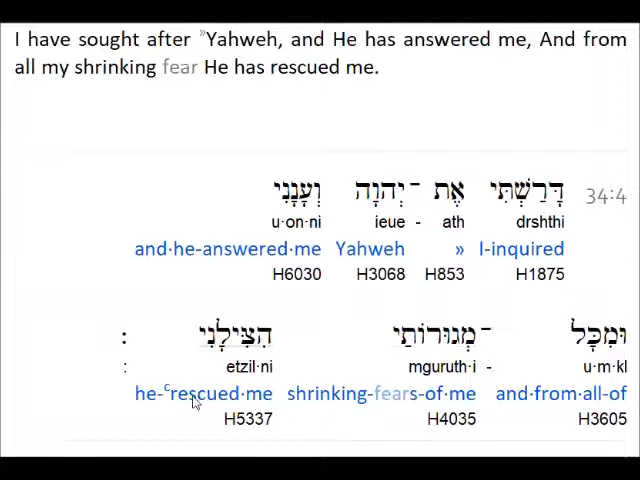 I have sought after »Yahweh, and He has answered me, And from
all my shrinking fear He has rescued me.
34:4 דָּרַשְׁתִּי אֶת־יְהוָה וְעָנָנִי
u·on·ni ieue - ath drshthi
and·he-answered·me Yahweh » I-inquired
H6030 H3068 H853 H1875
וּמִכָּל־מְגוּרוֹתַי הִצִּילָנִי :
: etzil·ni mguruth·i - u·m·kl
he-ᶜrescued·me shrinking-fears-of·me and·from·all-of
H5337 H4035 H3605